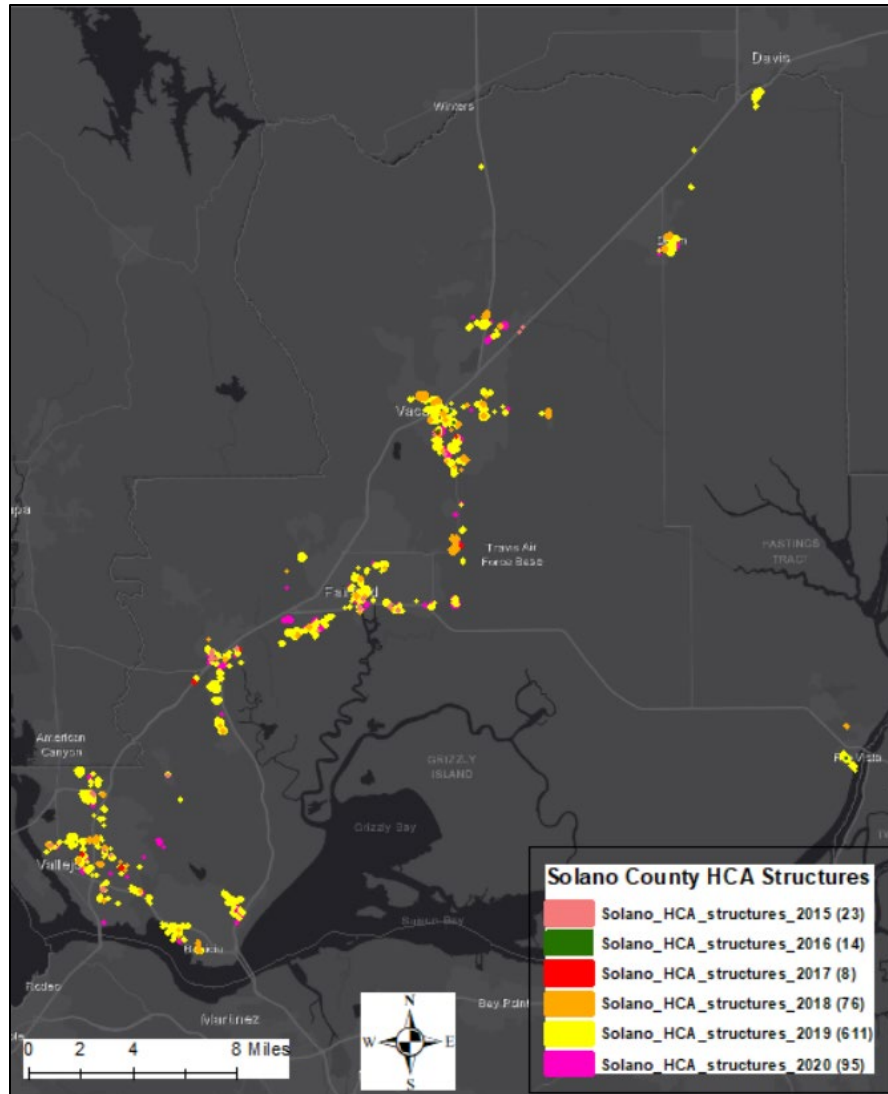 Davis
Winters
Travis Air
Force Base
HASTINGS
TRACT
American
Canyon
GRIZZLY
ISLAND
Grizzly Bay
Rodeo
Bay Point
Martinez
Solano County HCA Structures
Solano_HCA_structures_2015 (23)
Solano_HCA_structures_2016 (14)
Solano_HCA_structures_2017 (8)
Solano_HCA_structures_2018 (76)
Solano_HCA_structures_2019 (611)
Solano_HCA_structures_2020 (95)
N
W E
S
0 2 4 8 Miles